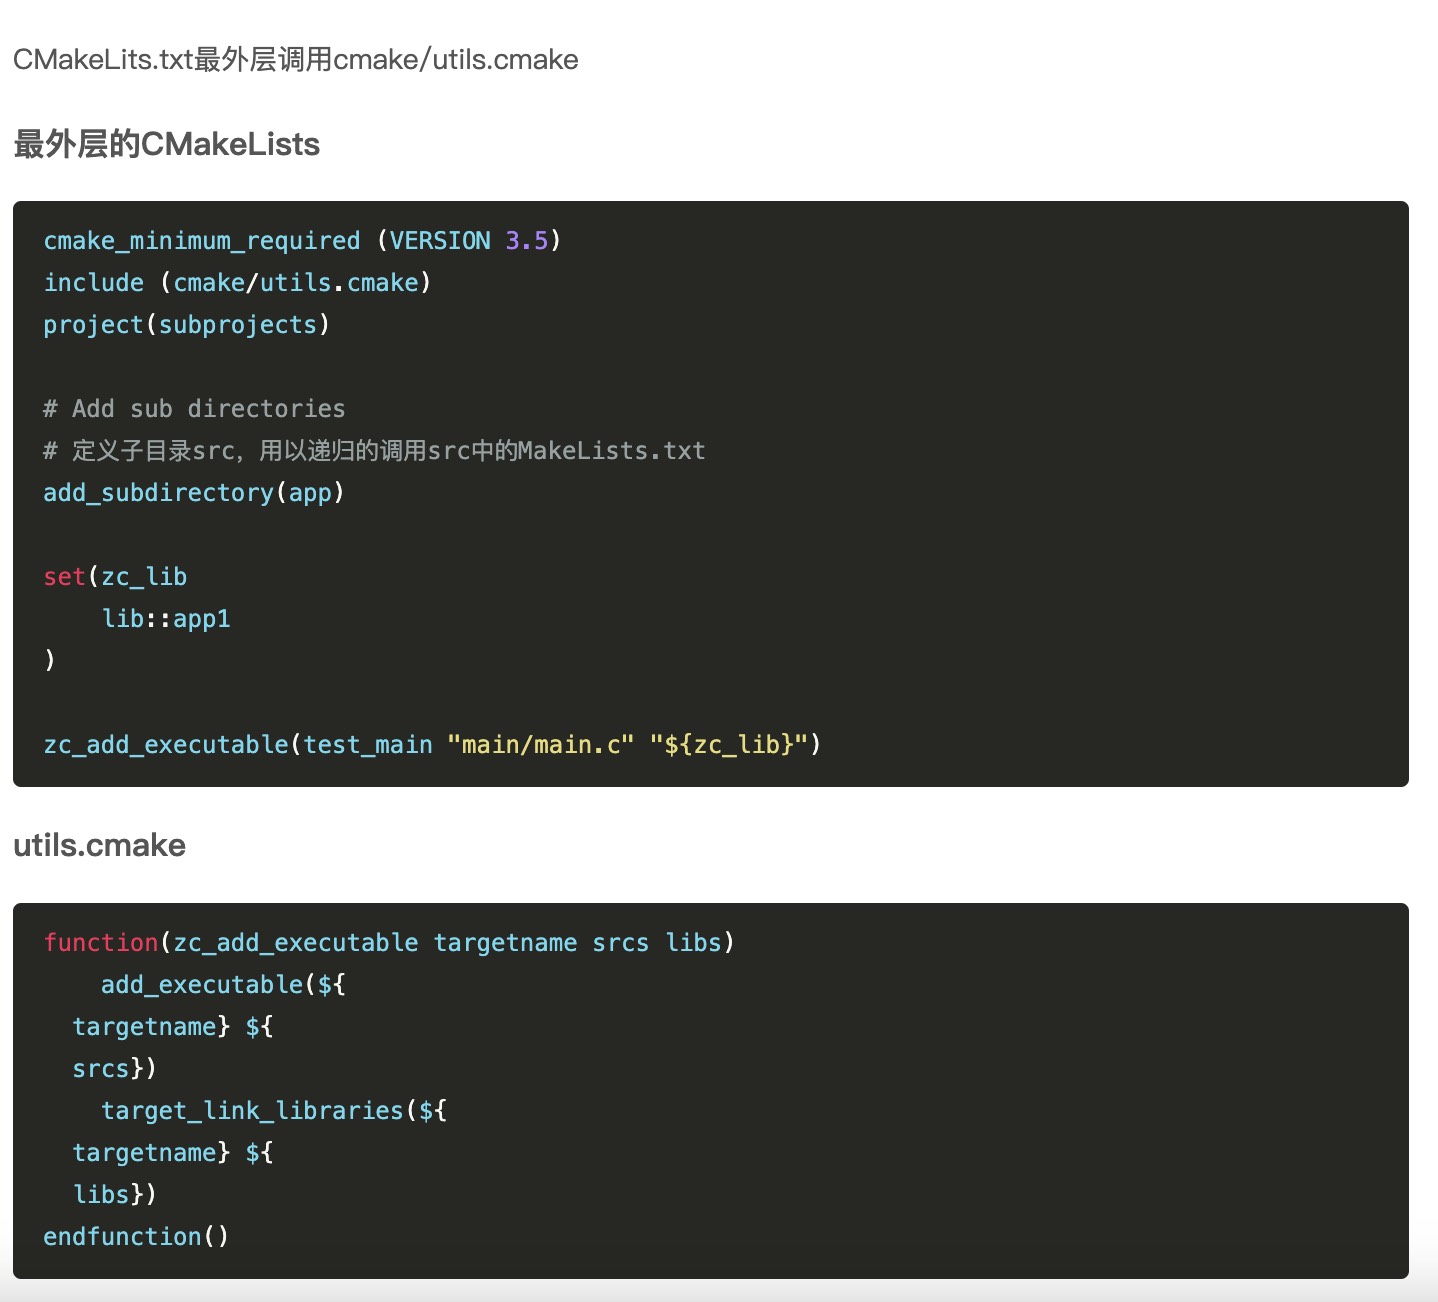 CMakeLits.txt最外层调用cmake/utils.cmake
最外层的CMakeLists
cmake_minimum_required (VERSION 3.5)
include (cmake/utils.cmake)
project(subprojects)
# Add sub directories
# 定义子目录src，用以递归的调用src中的MakeLists.txt
add_subdirectory(app)
set(zc_lib
    lib::app1
)
zc_add_executable(test_main "main/main.c" "${zc_lib}")
utils.cmake
function(zc_add_executable targetname srcs libs)
    add_executable(${
  targetname} ${
  srcs})
    target_link_libraries(${
  targetname} ${
  libs})
endfunction()